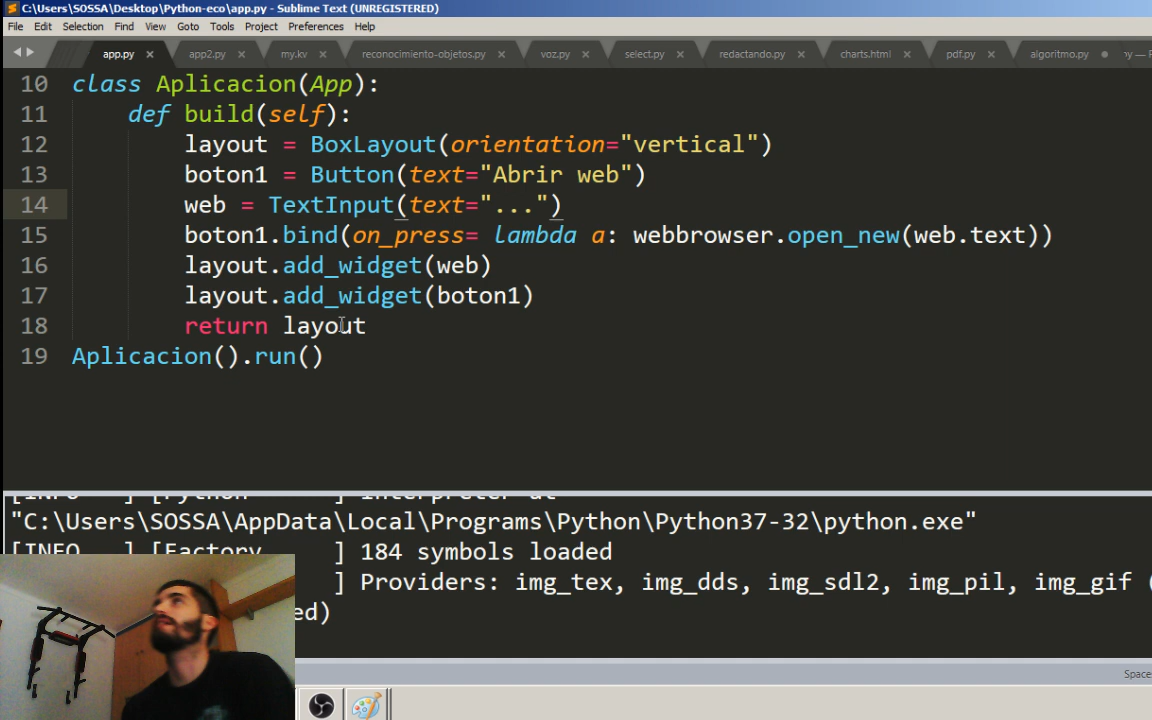 C:\Users\SOSSA\Desktop\Python-eco\app.py - Sublime Text (UNREGISTERED)
File Edit Selection Find View Goto Tools Project Preferences Help
app.py × app2.py × my.kv × reconocimiento-objetos.py × voz.py × select.py × redactando.py × charts.html × pdf.py × algoritmo.py
10 class Aplicacion(App):
11 def build(self):
12 layout = BoxLayout(orientation="vertical")
13 boton1 = Button(text="Abrir web")
14 web = TextInput(text="...")
15 boton1.bind(on_press= lambda a: webbrowser.open_new(web.text))
16 layout.add_widget(web)
17 layout.add_widget(boton1)
18 return layout
19 Aplicacion().run()
"C:\Users\SOSSA\AppData\Local\Programs\Python\Python37-32\python.exe"
[INFO ] [Factory ] 184 symbols loaded
] Providers: img_tex, img_dds, img_sdl2, img_pil, img_gif (
ed)